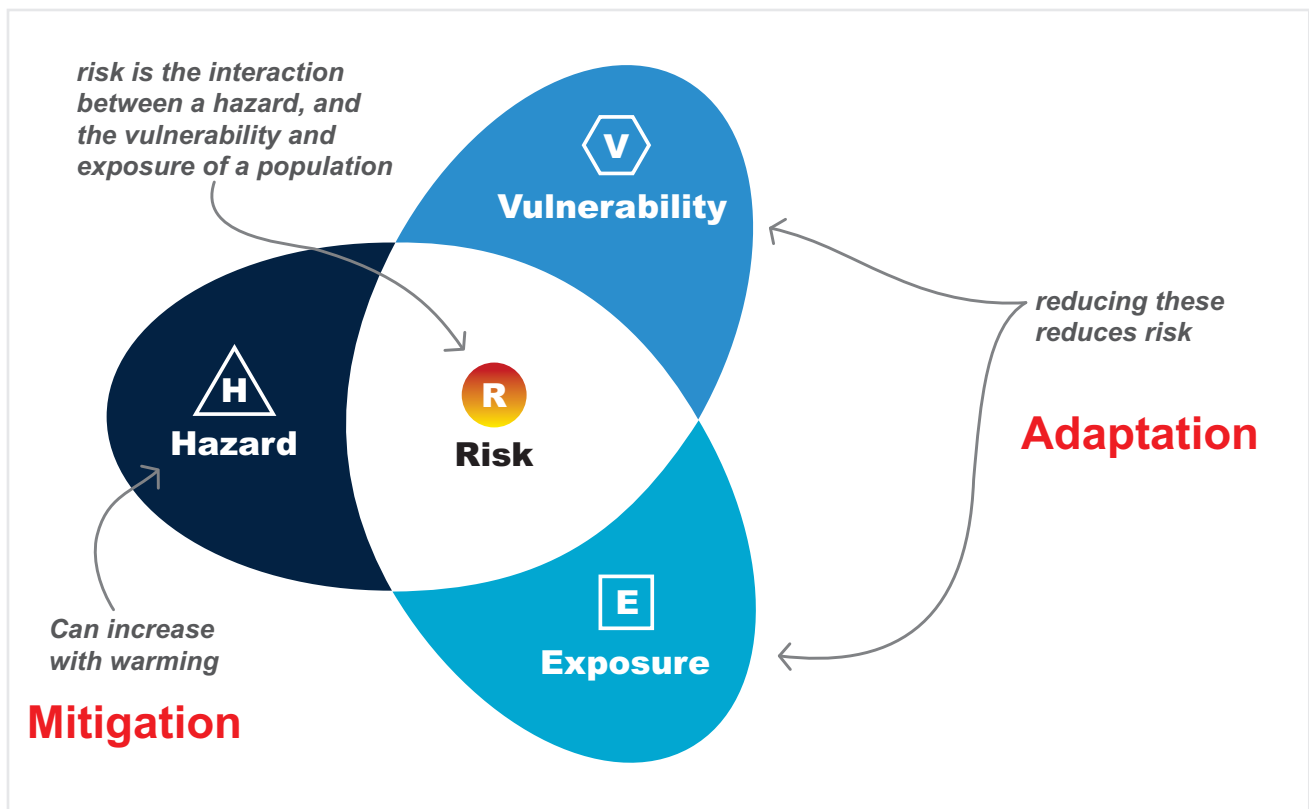 risk is the interaction
between a hazard, and
the vulnerability and
exposure of a population
V
Vulnerability
reducing these
reduces risk
Adaptation
H
Hazard
R
Risk
E
Exposure
Can increase
with warming
Mitigation